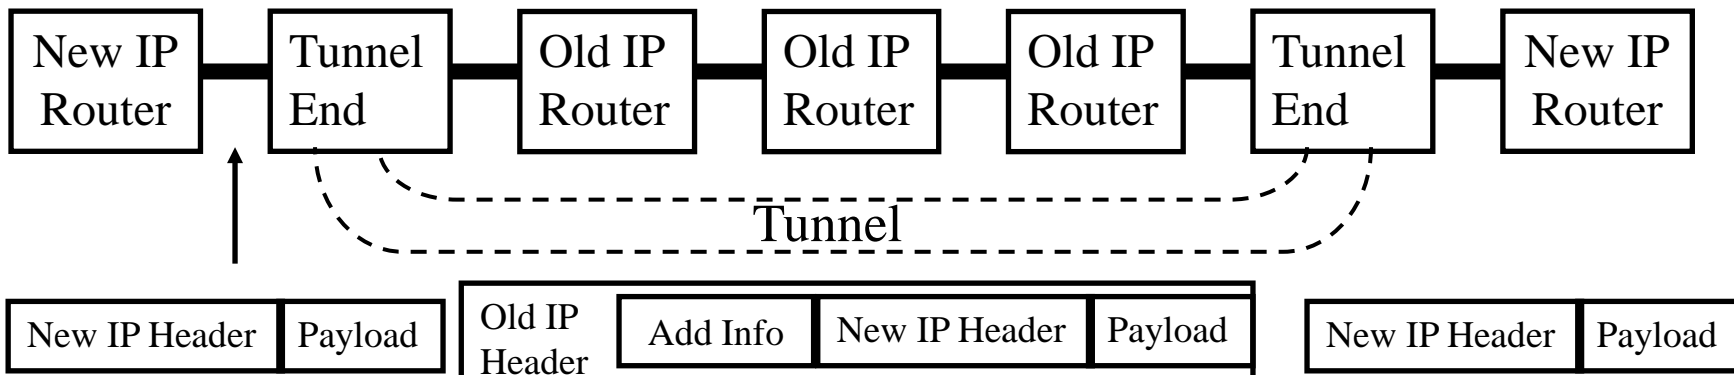 New IP
Router
Tunnel
End
Old IP
Router
Old IP
Router
Old IP
Router
Tunnel
End
New IP
Router
Tunnel
New IP Header
Payload
Old IP
Header
Add Info
New IP Header
Payload
New IP Header
Payload